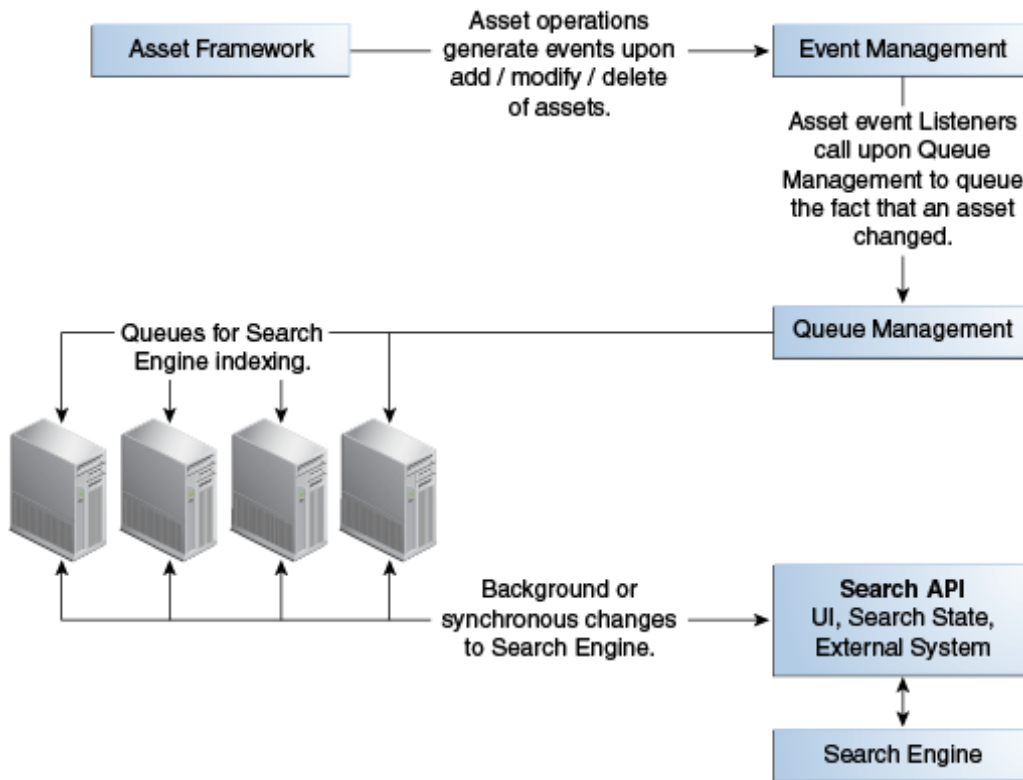 Asset Framework
Asset operations
generate events upon
add / modify / delete
of assets.
Event Management
Asset event Listeners
call upon Queue
Management to queue
the fact that an asset
changed.
Queue Management
Queues for Search
Engine indexing.
Background or
synchronous changes
to Search Engine.
Search API
UI, Search State,
External System
Search Engine